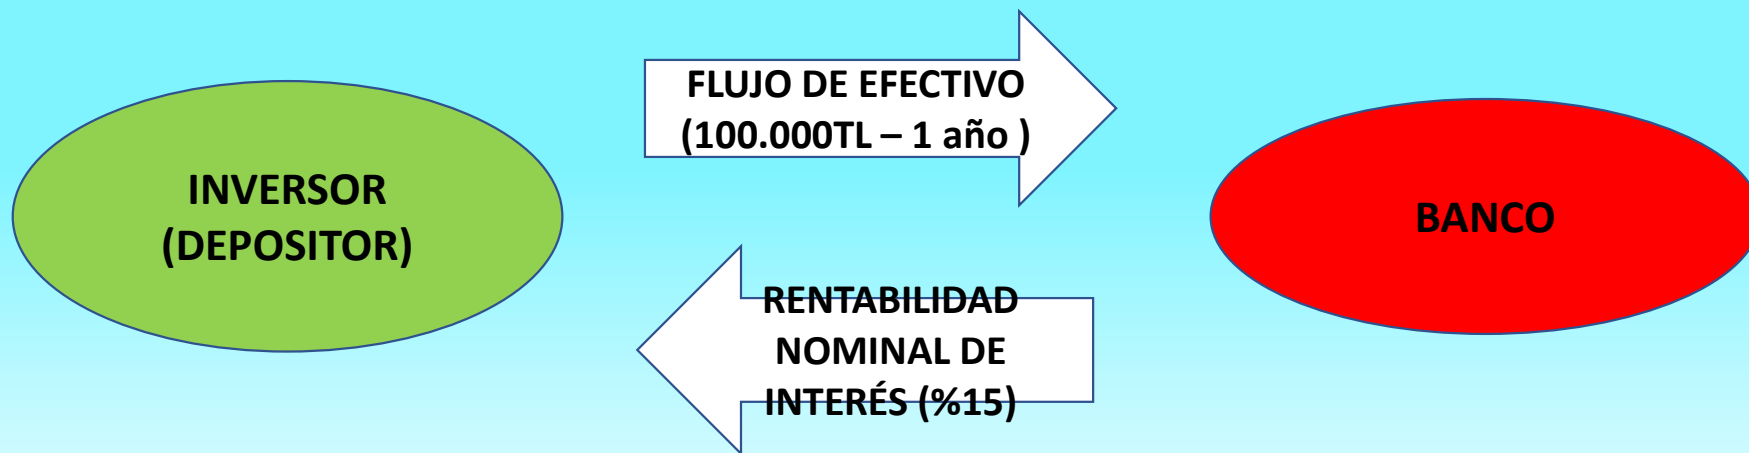 INVERSOR
(DEPOSITOR)
FLUJO DE EFECTIVO
(100.000TL – 1 año )
RENTABILIDAD
NOMINAL DE
INTERÉS (%15)
BANCO